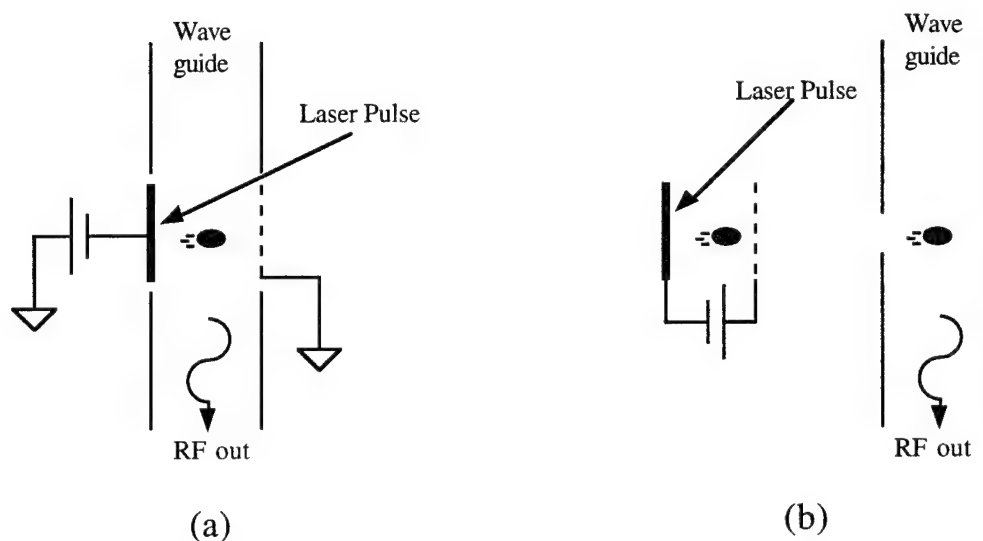 Wave
guide
Laser Pulse
RF out
(a)
Wave
guide
Laser Pulse
RF out
(b)